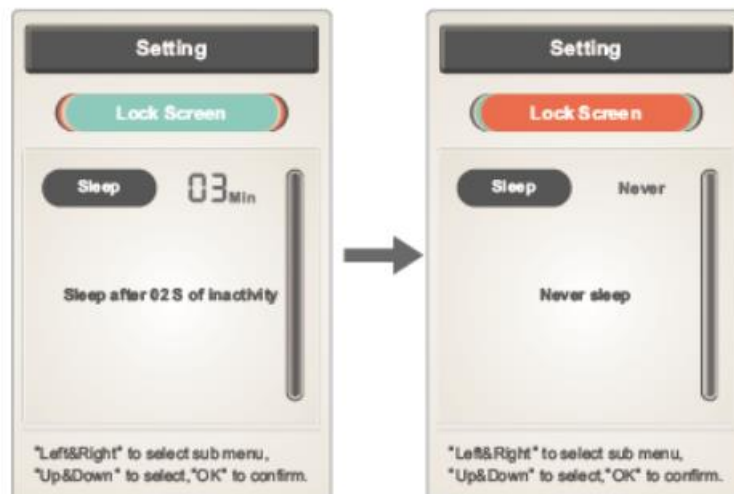 Setting
Lock Screen
Sleep
03Min
Sleep after 02 S of inactivity
"Left&Right" to select sub menu,
"Up&Down" to select,"OK" to confirm.
Setting
Lock Screen
Sleep
Never
Never sleep
"Left&Right" to select sub menu,
"Up&Down" to select,"OK" to confirm.